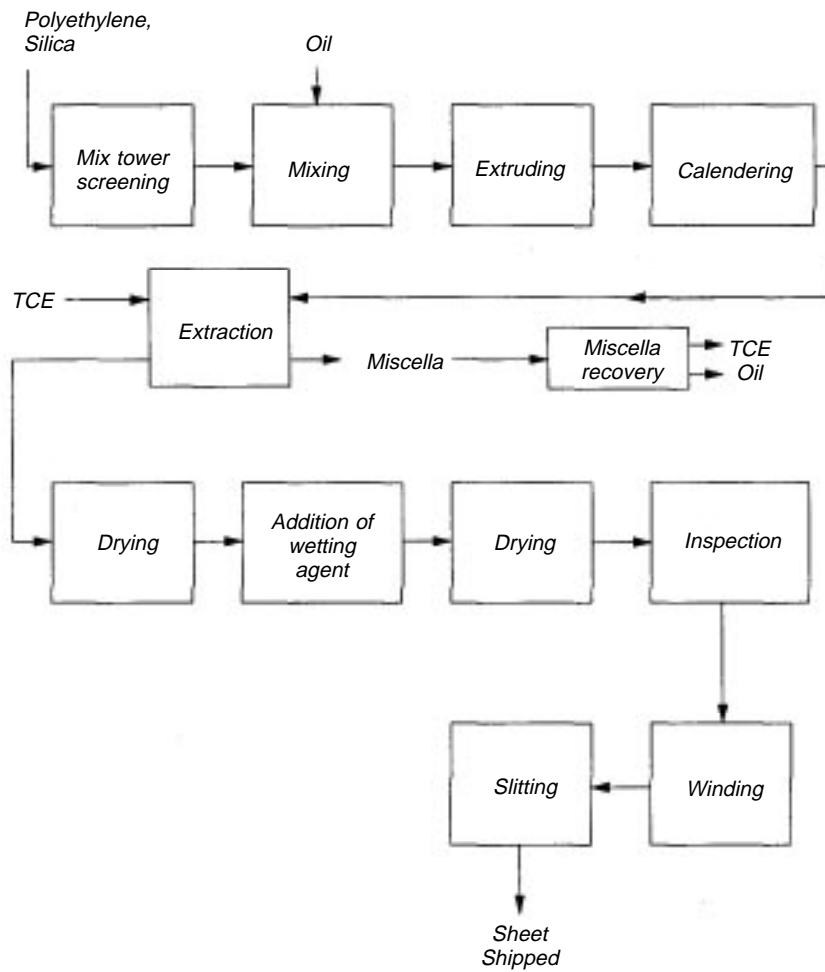 Polyethylene,
Silica
Oil
Mix tower
screening
Mixing
Extruding
Calendering
TCE
Extraction
Miscella
Miscella
recovery
TCE
Oil
Drying
Addition of
wetting
agent
Drying
Inspection
Slitting
Winding
Sheet
Shipped